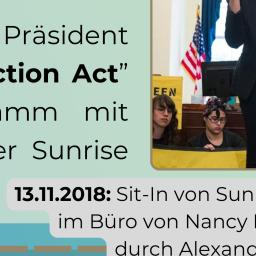 Präsident
ction Act”
amm mit
er Sunrise
EEN
13.11.2018: Sit-In von Sun
im Büro von Nancy
durch Alexand